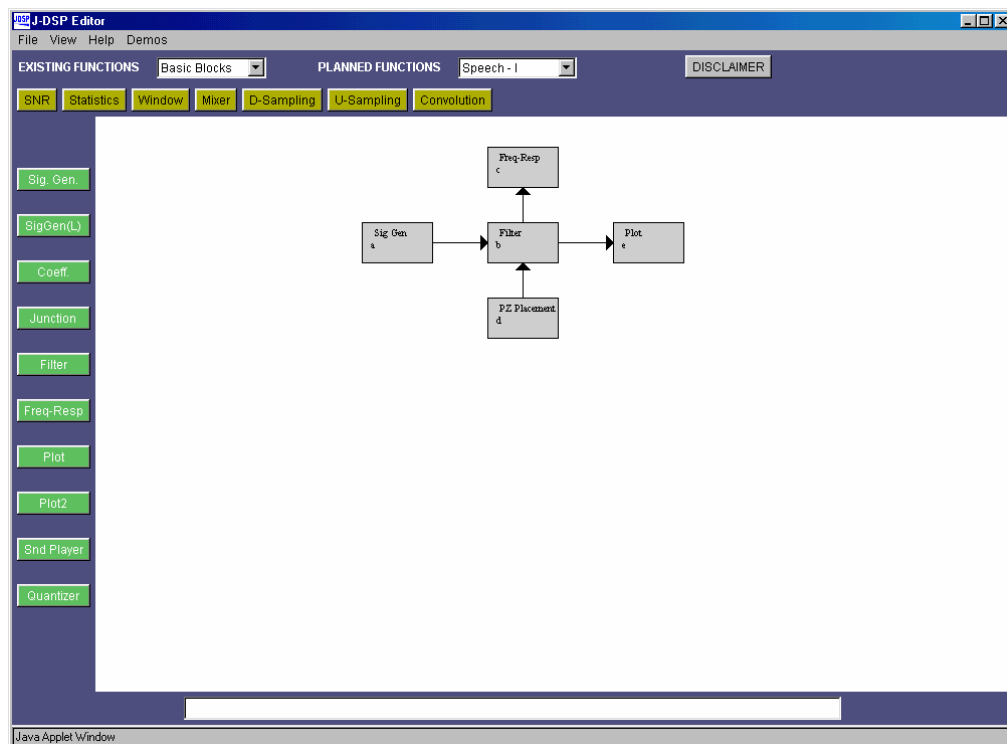 JDSP J-DSP Editor
File View Help Demos
EXISTING FUNCTIONS Basic Blocks PLANNED FUNCTIONS Speech - I DISCLAIMER
SNR Statistics Window Mixer D-Sampling U-Sampling Convolution
Sig. Gen.
SigGen(L)
Coeff.
Junction
Filter
Freq-Resp
Plot
Plot2
Snd Player
Quantizer
Freq-Resp
c
Sig Gen
a
Filter
b
Plot
e
PZ Placement
d
Java Applet Window